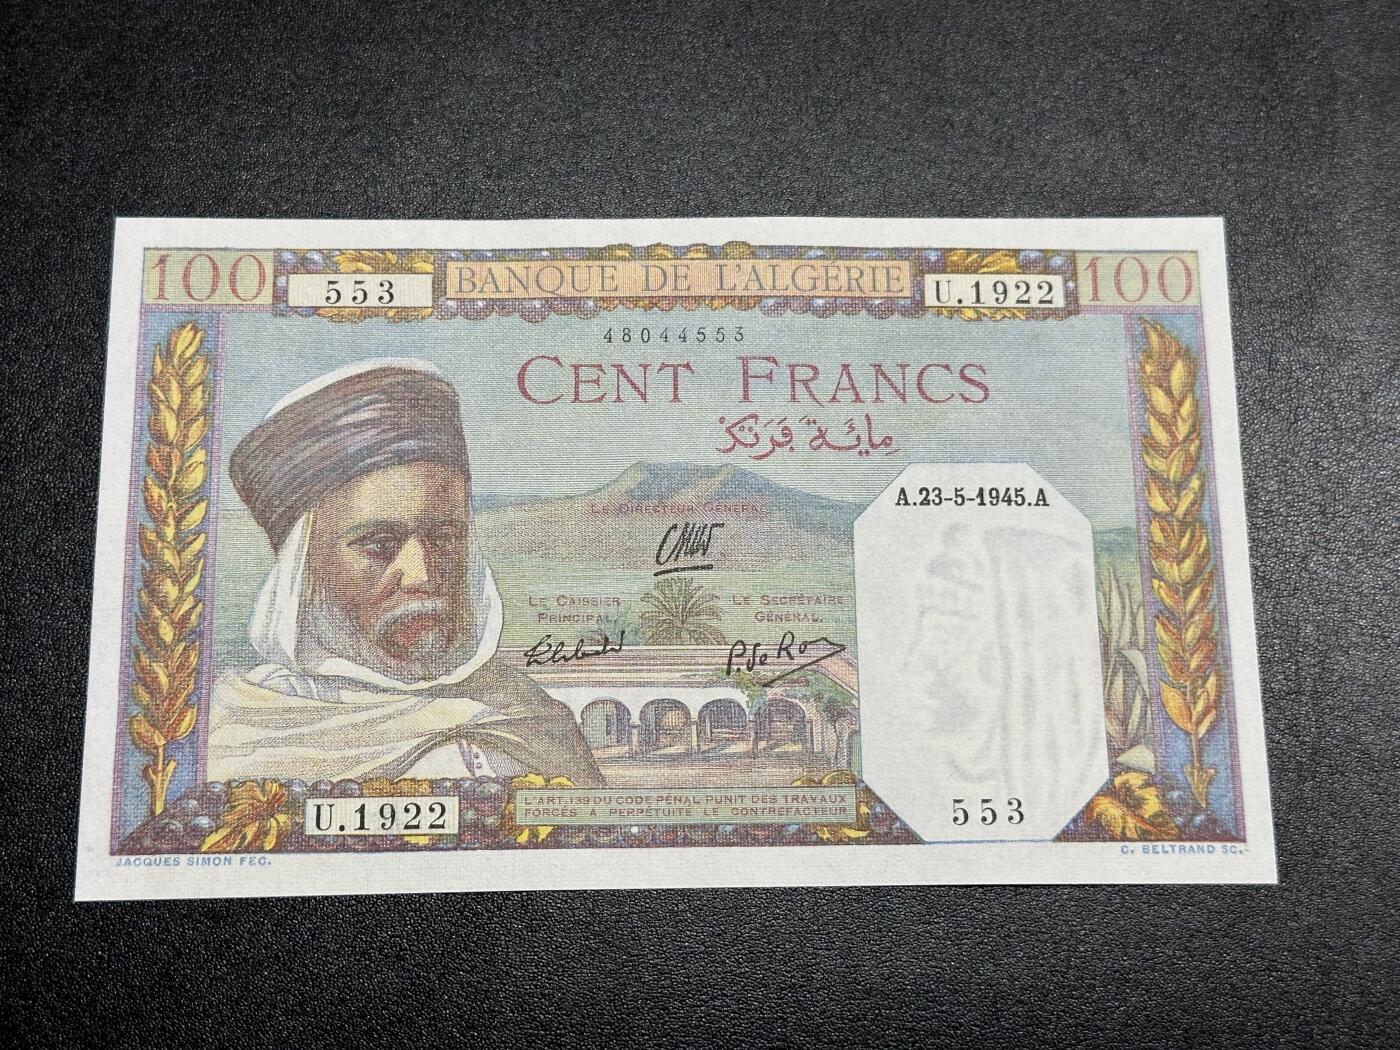 100 553 BANQUE DE L'ALGÉRIE U.1922 100
48044553
CENT FRANCS
مائة فرنك
A.23-5-1945.A
LE DIRECTEUR GÉNÉRAL
LE CAISSIER PRINCIPAL,
LE SECRÉTAIRE GÉNÉRAL.
U.1922
L'ART. 139 DU CODE PÉNAL PUNIT DES TRAVAUX
FORCÉS À PERPÉTUITÉ LE CONTREFACTEUR
553
JACQUES SIMON FEC.
C. BELTRAND SC.